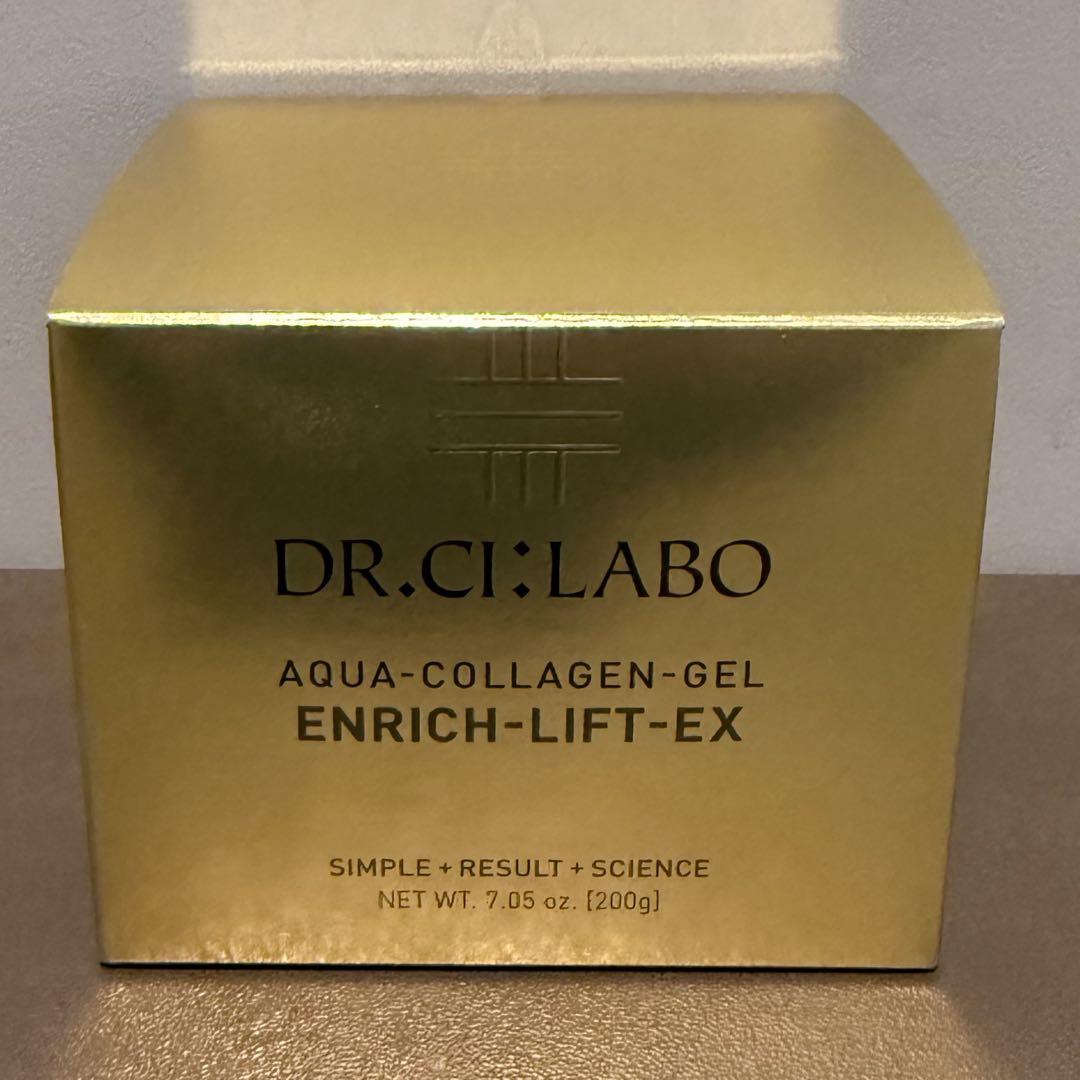 DR.CI:LABO
AQUA-COLLAGEN-GEL
ENRICH-LIFT-EX
SIMPLE + RESULT + SCIENCE
NET WT. 7.05 oz. [200g]